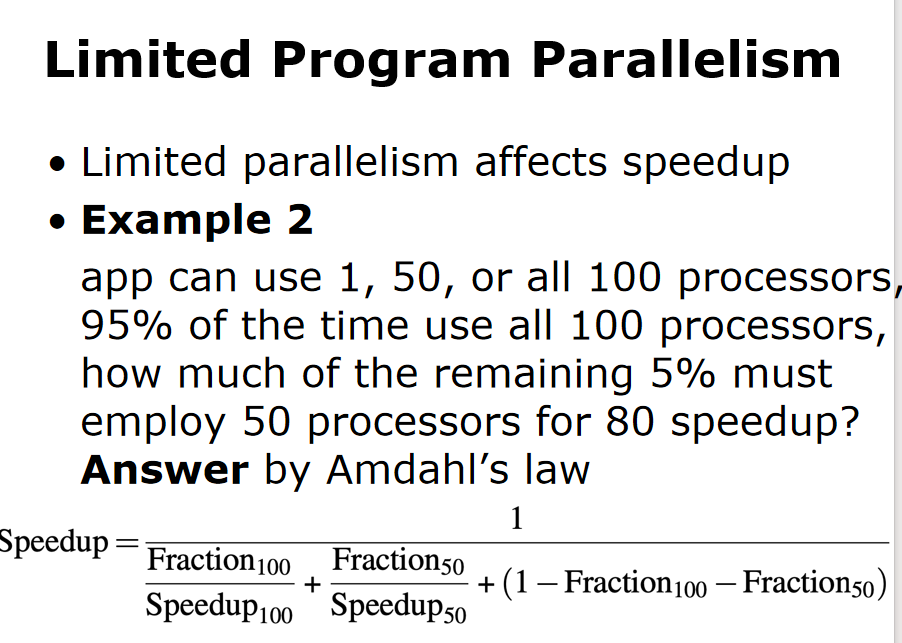 Limited Program Parallelism
• Limited parallelism affects speedup
• Example 2
app can use 1, 50, or all 100 processors,
95% of the time use all 100 processors,
how much of the remaining 5% must
employ 50 processors for 80 speedup?
Answer by Amdahl’s law
1
Speedup =
Fraction100 Fraction50
+ + (1 – Fraction100 – Fraction50)
Speedup100 Speedup50